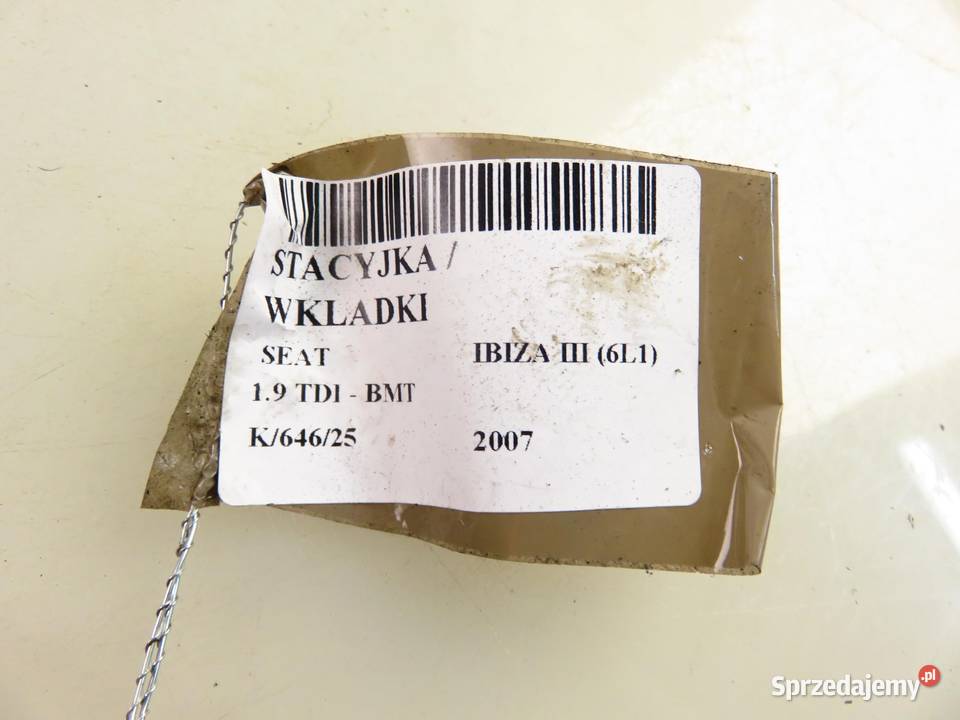 STACYJKA /
WKLADKI
SEAT IBIZA III (6L1)
1.9 TDI - BMT
K/646/25 2007
Sprzedajemy.pl